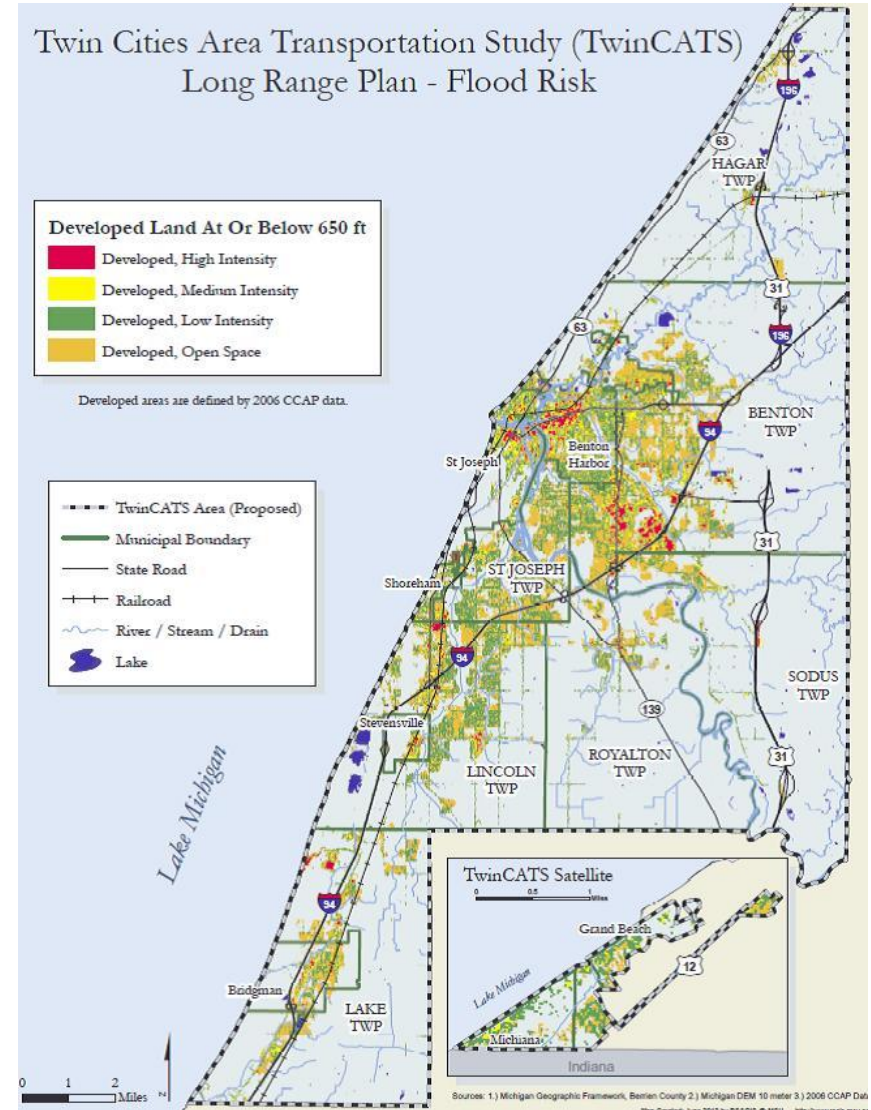 Twin Cities Area Transportation Study (TwinCATS)
Long Range Plan - Flood Risk
196
63
HAGAR
TWP
Developed Land At Or Below 650 ft
Developed, High Intensity
Developed, Medium Intensity
Developed, Low Intensity
Developed, Open Space
Developed areas are defined by 2006 CCAP data.
31
63
196
BENTON
TWP
94
St Joseph
Benton
Harbor
TwinCATS Area (Proposed)
Municipal Boundary
State Road
Railroad
River / Stream / Drain
Lake
31
Shoreham
ST JOSEPH
TWP
94
SODUS
TWP
139
Stevensville
LINCOLN
TWP
ROYALTON
TWP
31
Lake Michigan
94
Bridgman
LAKE
TWP
TwinCATS Satellite
0 0.5 1
Miles
Grand Beach
12
Lake Michigan
Michiana
Indiana
0 1 2
Miles
N
Sources: 1.) Michigan Geographic Framework, Berrien County 2.) Michigan DEM 10 meter 3.) 2006 CCAP Data